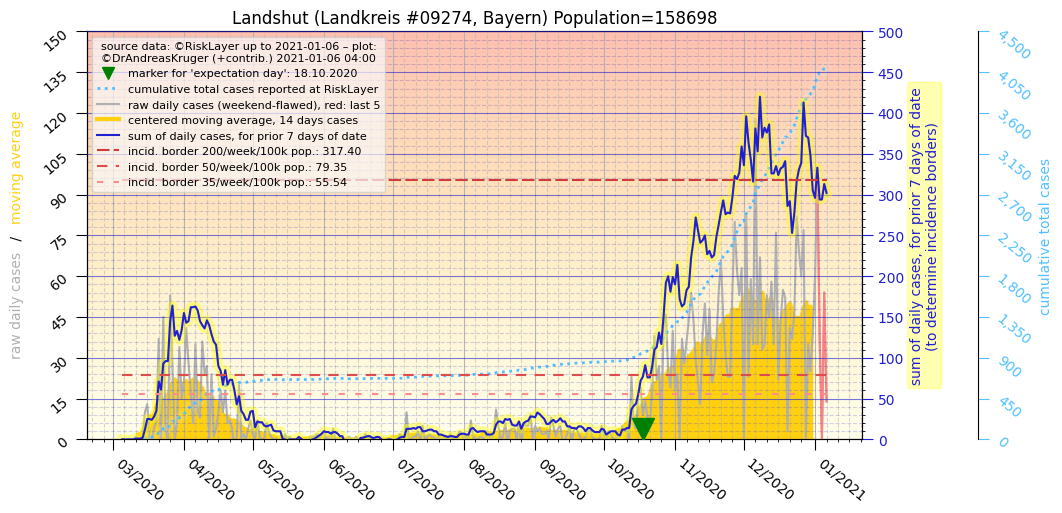 Landshut (Landkreis #09274, Bayern) Population=158698
source data: ©RiskLayer up to 2021-01-06 – plot:
©DrAndreasKruger (+contrib.) 2021-01-06 04:00
marker for 'expectation day': 18.10.2020
cumulative total cases reported at RiskLayer
raw daily cases (weekend-flawed), red: last 5
centered moving average, 14 days cases
sum of daily cases, for prior 7 days of date
incid. border 200/week/100k pop.: 317.40
incid. border 50/week/100k pop.: 79.35
incid. border 35/week/100k pop.: 55.54
raw daily cases / moving average
150
135
120
105
90
75
60
45
30
15
0
03/2020
04/2020
05/2020
06/2020
07/2020
08/2020
09/2020
10/2020
11/2020
12/2020
01/2021
500
450
400
350
300
250
200
150
100
50
0
sum of daily cases, for prior 7 days of date
(to determine incidence borders)
4,500
4,050
3,600
3,150
2,700
2,250
1,800
1,350
900
450
0
cumulative total cases